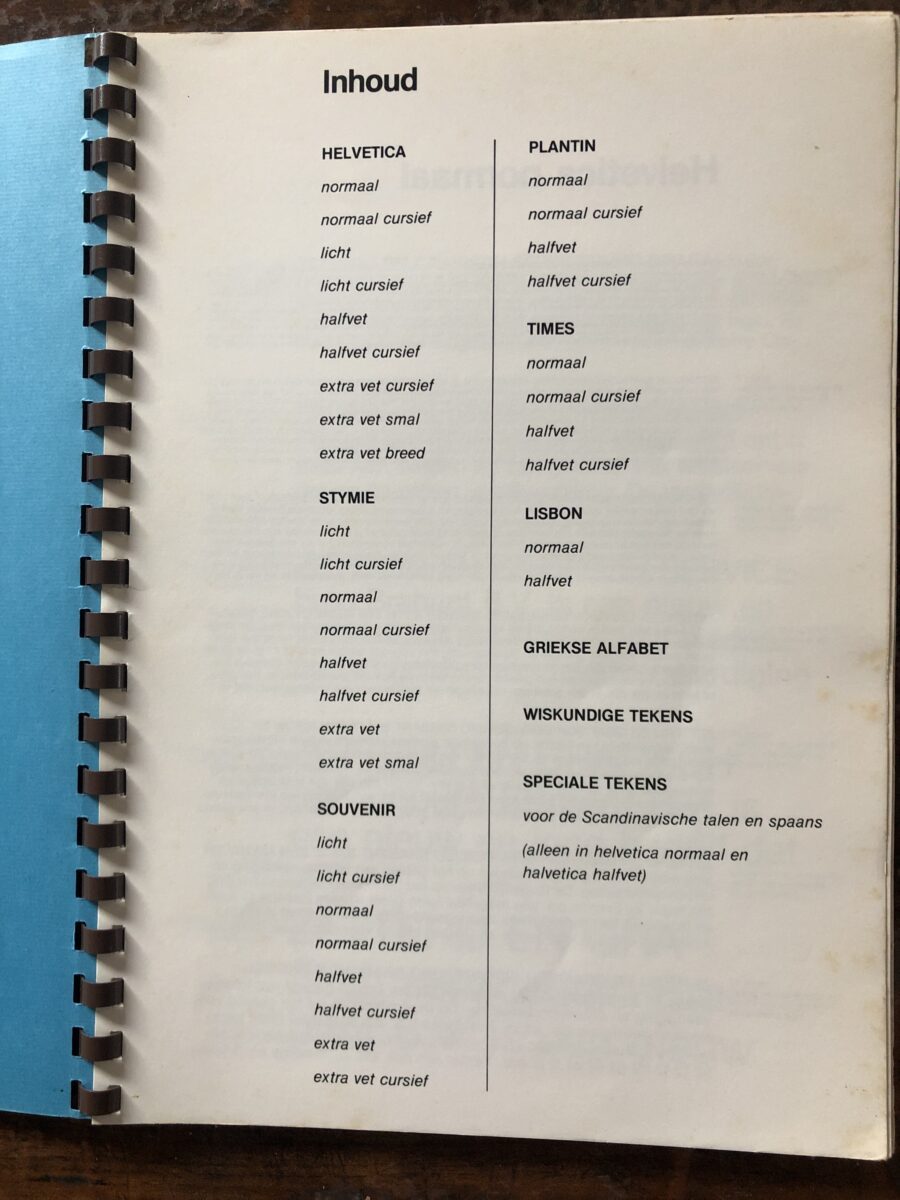 Inhoud
HELVETICA
normaal
normaal cursief
licht
licht cursief
halfvet
halfvet cursief
extra vet cursief
extra vet smal
extra vet breed
STYMIE
licht
licht cursief
normaal
normaal cursief
halfvet
halfvet cursief
extra vet
extra vet smal
SOUVENIR
licht
licht cursief
normaal
normaal cursief
halfvet
halfvet cursief
extra vet
extra vet cursief
PLANTIN
normaal
normaal cursief
halfvet
halfvet cursief
TIMES
normaal
normaal cursief
halfvet
halfvet cursief
LISBON
normaal
halfvet
GRIEKSE ALFABET
WISKUNDIGE TEKENS
SPECIALE TEKENS
voor de Scandinavische talen en spaans
(alleen in helvetica normaal en
halvetica halfvet)